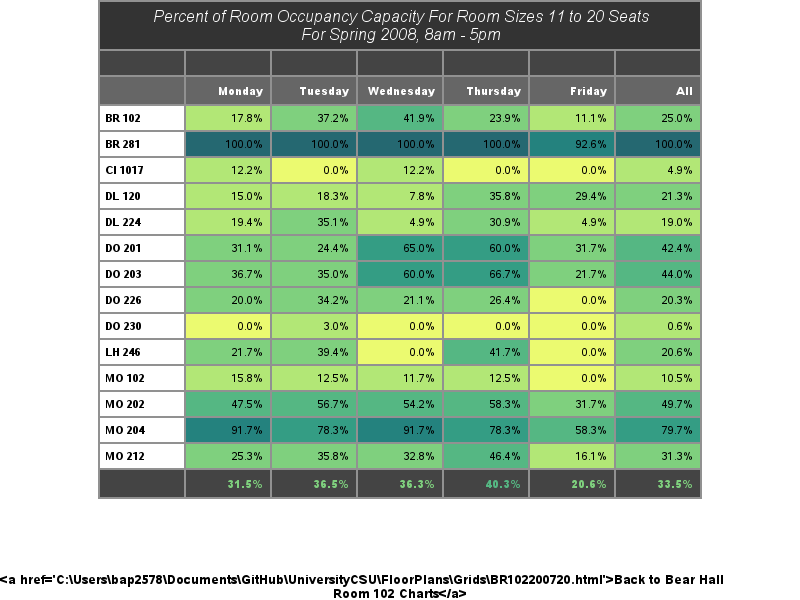 Percent of Room Occupancy Capacity For Room Sizes 11 to 20 Seats
For Spring 2008, 8am - 5pm
Monday Tuesday Wednesday Thursday Friday All
BR 102 17.8% 37.2% 41.9% 23.9% 11.1% 25.0%
BR 281 100.0% 100.0% 100.0% 100.0% 92.6% 100.0%
CI 1017 12.2% 0.0% 12.2% 0.0% 0.0% 4.9%
DL 120 15.0% 18.3% 7.8% 35.8% 29.4% 21.3%
DL 224 19.4% 35.1% 4.9% 30.9% 4.9% 19.0%
DO 201 31.1% 24.4% 65.0% 60.0% 31.7% 42.4%
DO 203 36.7% 35.0% 60.0% 66.7% 21.7% 44.0%
DO 226 20.0% 34.2% 21.1% 26.4% 0.0% 20.3%
DO 230 0.0% 3.0% 0.0% 0.0% 0.0% 0.6%
LH 246 21.7% 39.4% 0.0% 41.7% 0.0% 20.6%
MO 102 15.8% 12.5% 11.7% 12.5% 0.0% 10.5%
MO 202 47.5% 56.7% 54.2% 58.3% 31.7% 49.7%
MO 204 91.7% 78.3% 91.7% 78.3% 58.3% 79.7%
MO 212 25.3% 35.8% 32.8% 46.4% 16.1% 31.3%
31.5% 36.5% 36.3% 40.3% 20.6% 33.5%
<a href='C:\Users\bap2578\Documents\GitHub\UniversityCSU\FloorPlans\Grids\BR102200720.html'>Back to Bear Hall
Room 102 Charts</a>